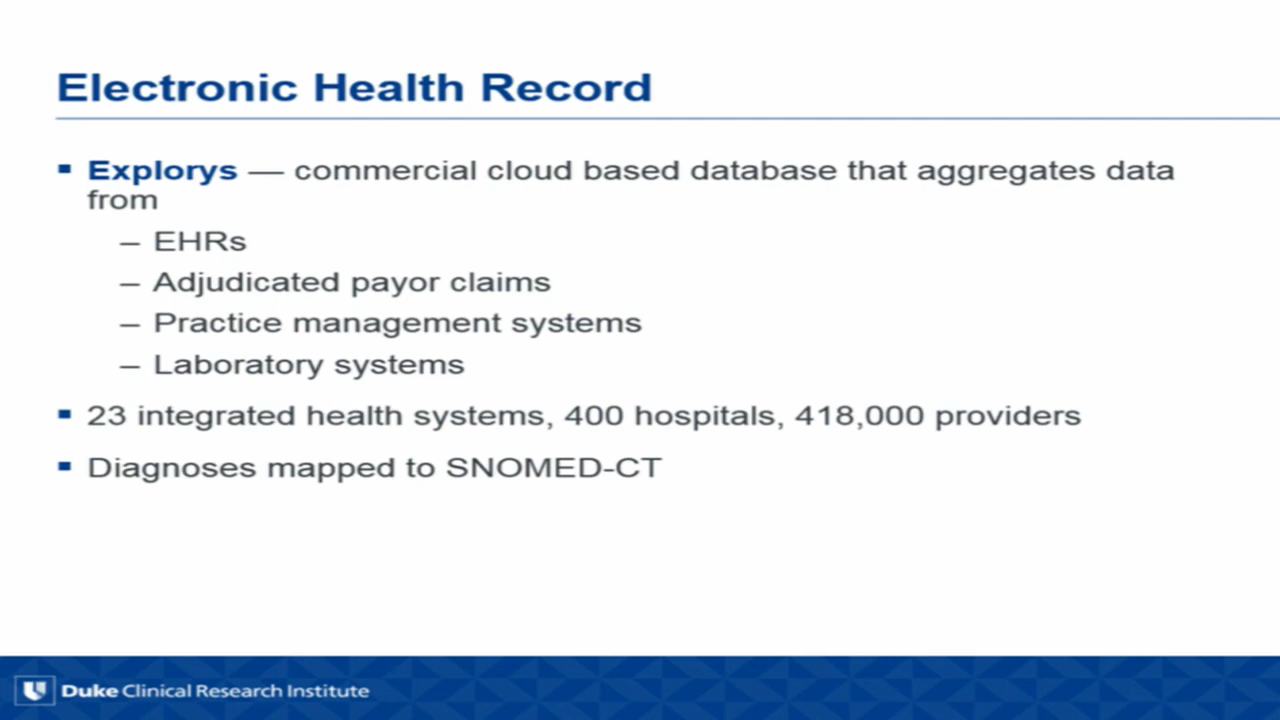 Electronic Health Record
▪ Explorys — commercial cloud based database that aggregates data
from
– EHRs
– Adjudicated payor claims
– Practice management systems
– Laboratory systems
▪ 23 integrated health systems, 400 hospitals, 418,000 providers
▪ Diagnoses mapped to SNOMED-CT
Duke Clinical Research Institute